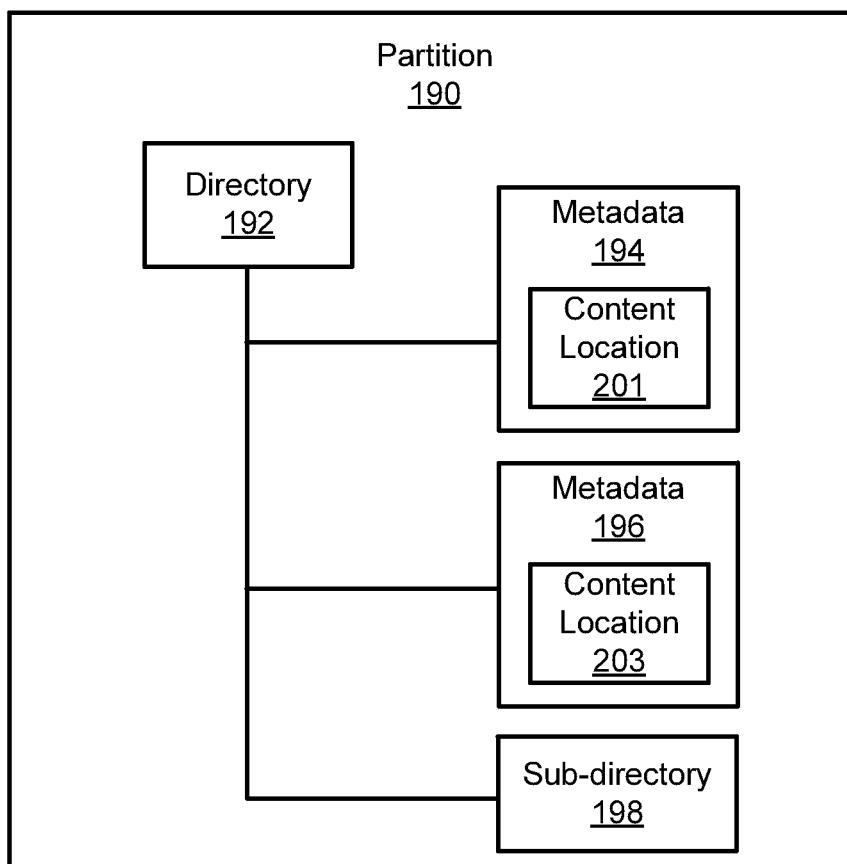 Partition
190
Directory
192
Metadata
194
Content
Location
201
Metadata
196
Content
Location
203
Sub-directory
198